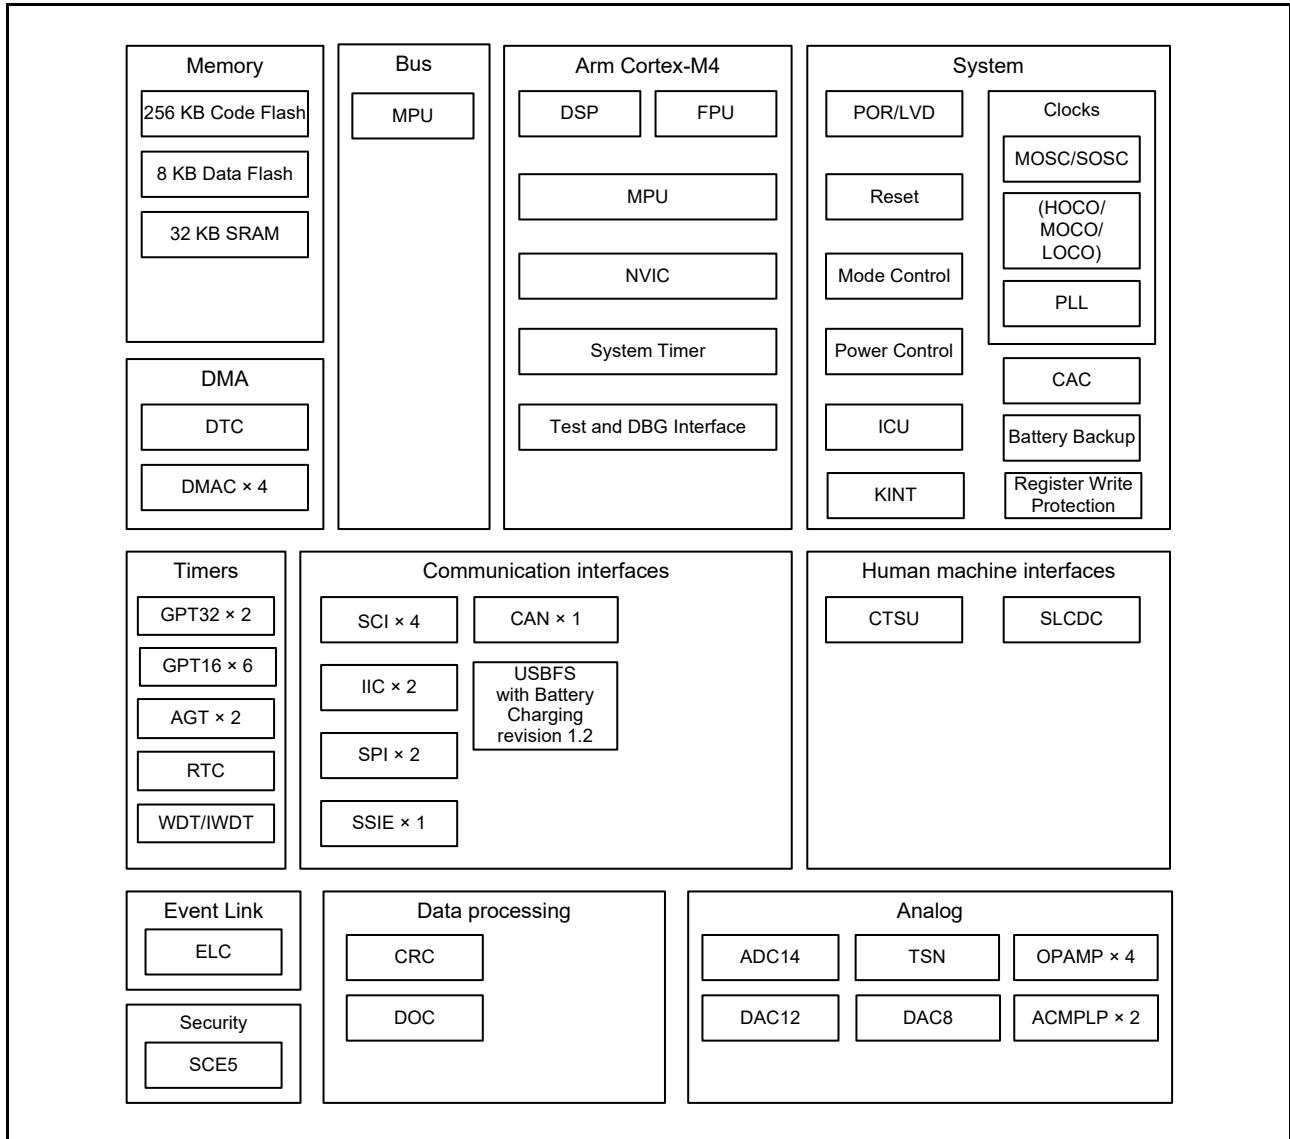 Memory
256 KB Code Flash
8 KB Data Flash
32 KB SRAM
DMA
DTC
DMAC × 4
Bus
MPU
Arm Cortex-M4
DSP
FPU
MPU
NVIC
System Timer
Test and DBG Interface
System
POR/LVD
Reset
Mode Control
Power Control
ICU
KINT
Clocks
MOSC/SOSC
(HOCO/
MOCO/
LOCO)
PLL
CAC
Battery Backup
Register Write
Protection
Timers
GPT32 × 2
GPT16 × 6
AGT × 2
RTC
WDT/IWDT
Communication interfaces
SCI × 4
IIC × 2
SPI × 2
SSIE × 1
CAN × 1
USBFS
with Battery
Charging
revision 1.2
Human machine interfaces
CTSU
SLCDC
Event Link
ELC
Security
SCE5
Data processing
CRC
DOC
Analog
ADC14
TSN
OPAMP × 4
DAC12
DAC8
ACMPLP × 2